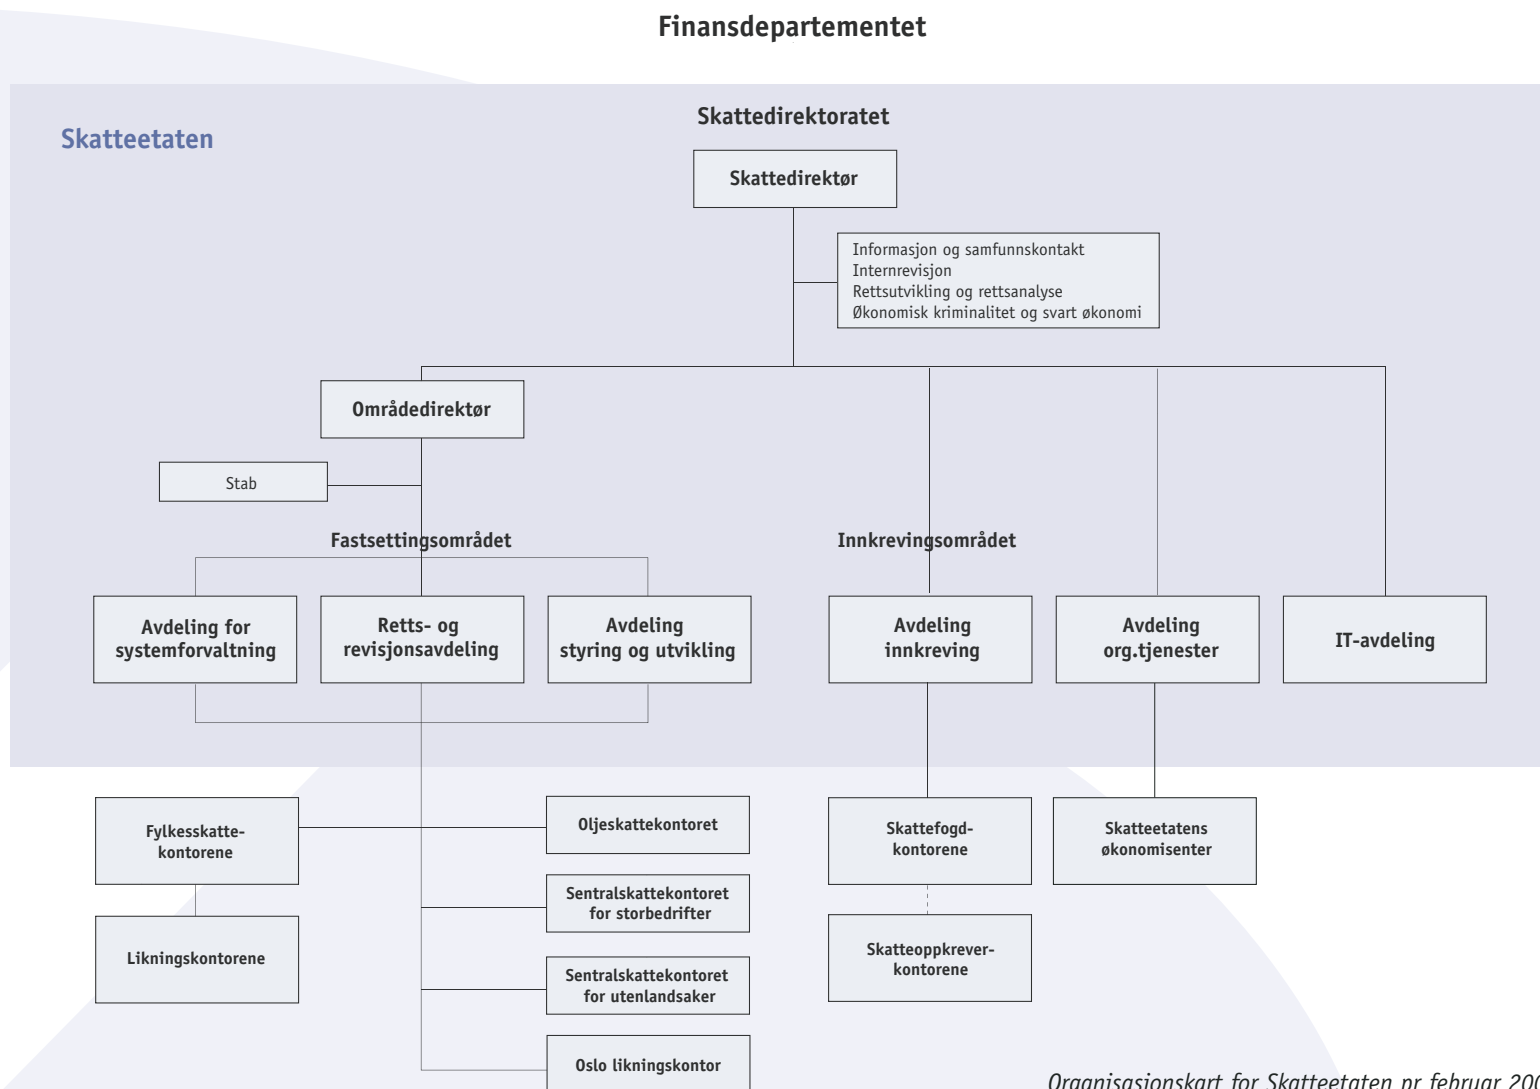 Finansdepartementet
Skattedirektoratet
Skatteetaten
Skattedirektør
Informasjon og samfunnskontakt
Internrevisjon
Rettsutvikling og rettsanalyse
Økonomisk kriminalitet og svart økonomi
Områdedirektør
Stab
Fastsettingsområdet
Innkrevingsområdet
Avdeling for
systemforvaltning
Retts- og
revisjonsavdeling
Avdeling
styring og utvikling
Avdeling
innkreving
Avdeling
org.tjenester
IT-avdeling
Fylkesskatte-
kontorene
Oljeskattekontoret
Skattefogd-
kontorene
Skatteetatens
økonomisenter
Sentralskattekontoret
for storbedrifter
Likningskontorene
Skatteoppkrever-
kontorene
Sentralskattekontoret
for utenlandsaker
Oslo likningskontor
Organisasjonskart for Skatteetaten pr februar